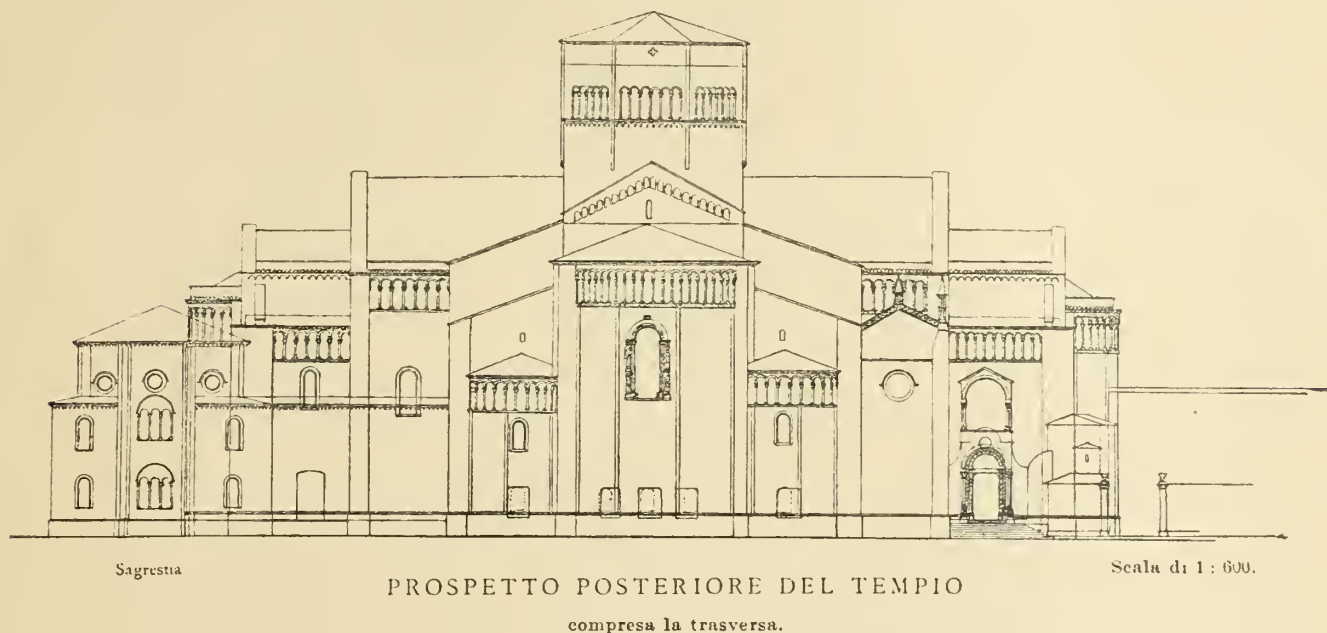 Sagrestia
Scala di 1 : 600.
PROSPETTO POSTERIORE DEL TEMPIO
compresa la trasversa.